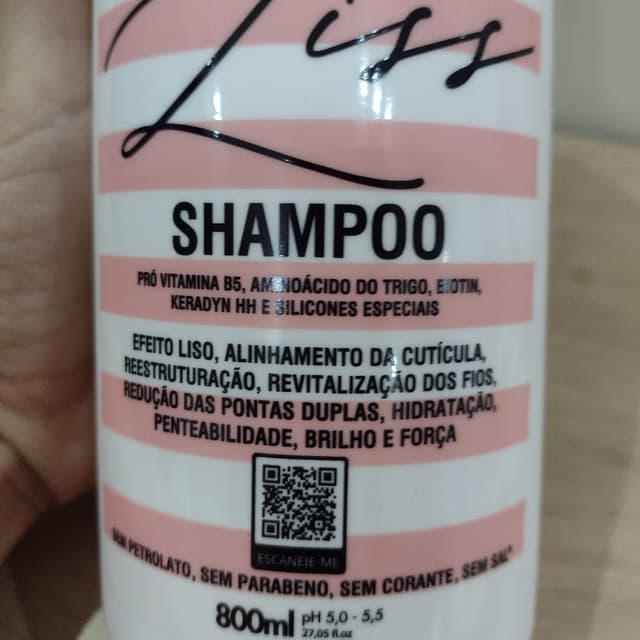 Liss
SHAMPOO
PRÓ VITAMINA B5, AMINOÁCIDO DO TRIGO, BIOTIN,
KERADYN HH E SILICONES ESPECIAIS
EFEITO LISO, ALINHAMENTO DA CUTÍCULA,
REESTRUTURAÇÃO, REVITALIZAÇÃO DOS FIOS,
REDUÇÃO DAS PONTAS DUPLAS, HIDRATAÇÃO,
PENTEABILIDADE, BRILHO E FORÇA
ESCANEIE-ME
SEM PETROLATO, SEM PARABENO, SEM CORANTE, SEM SAL*
800ml pH 5,0 - 5,5
27,05 fl.oz